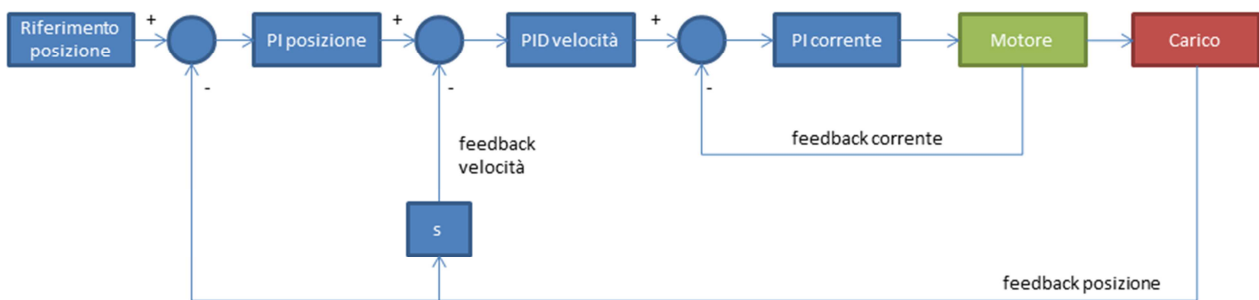 Riferimento
posizione
+
-
PI posizione
+
-
PID velocità
+
-
PI corrente
Motore
Carico
feedback corrente
feedback
velocità
s
feedback posizione